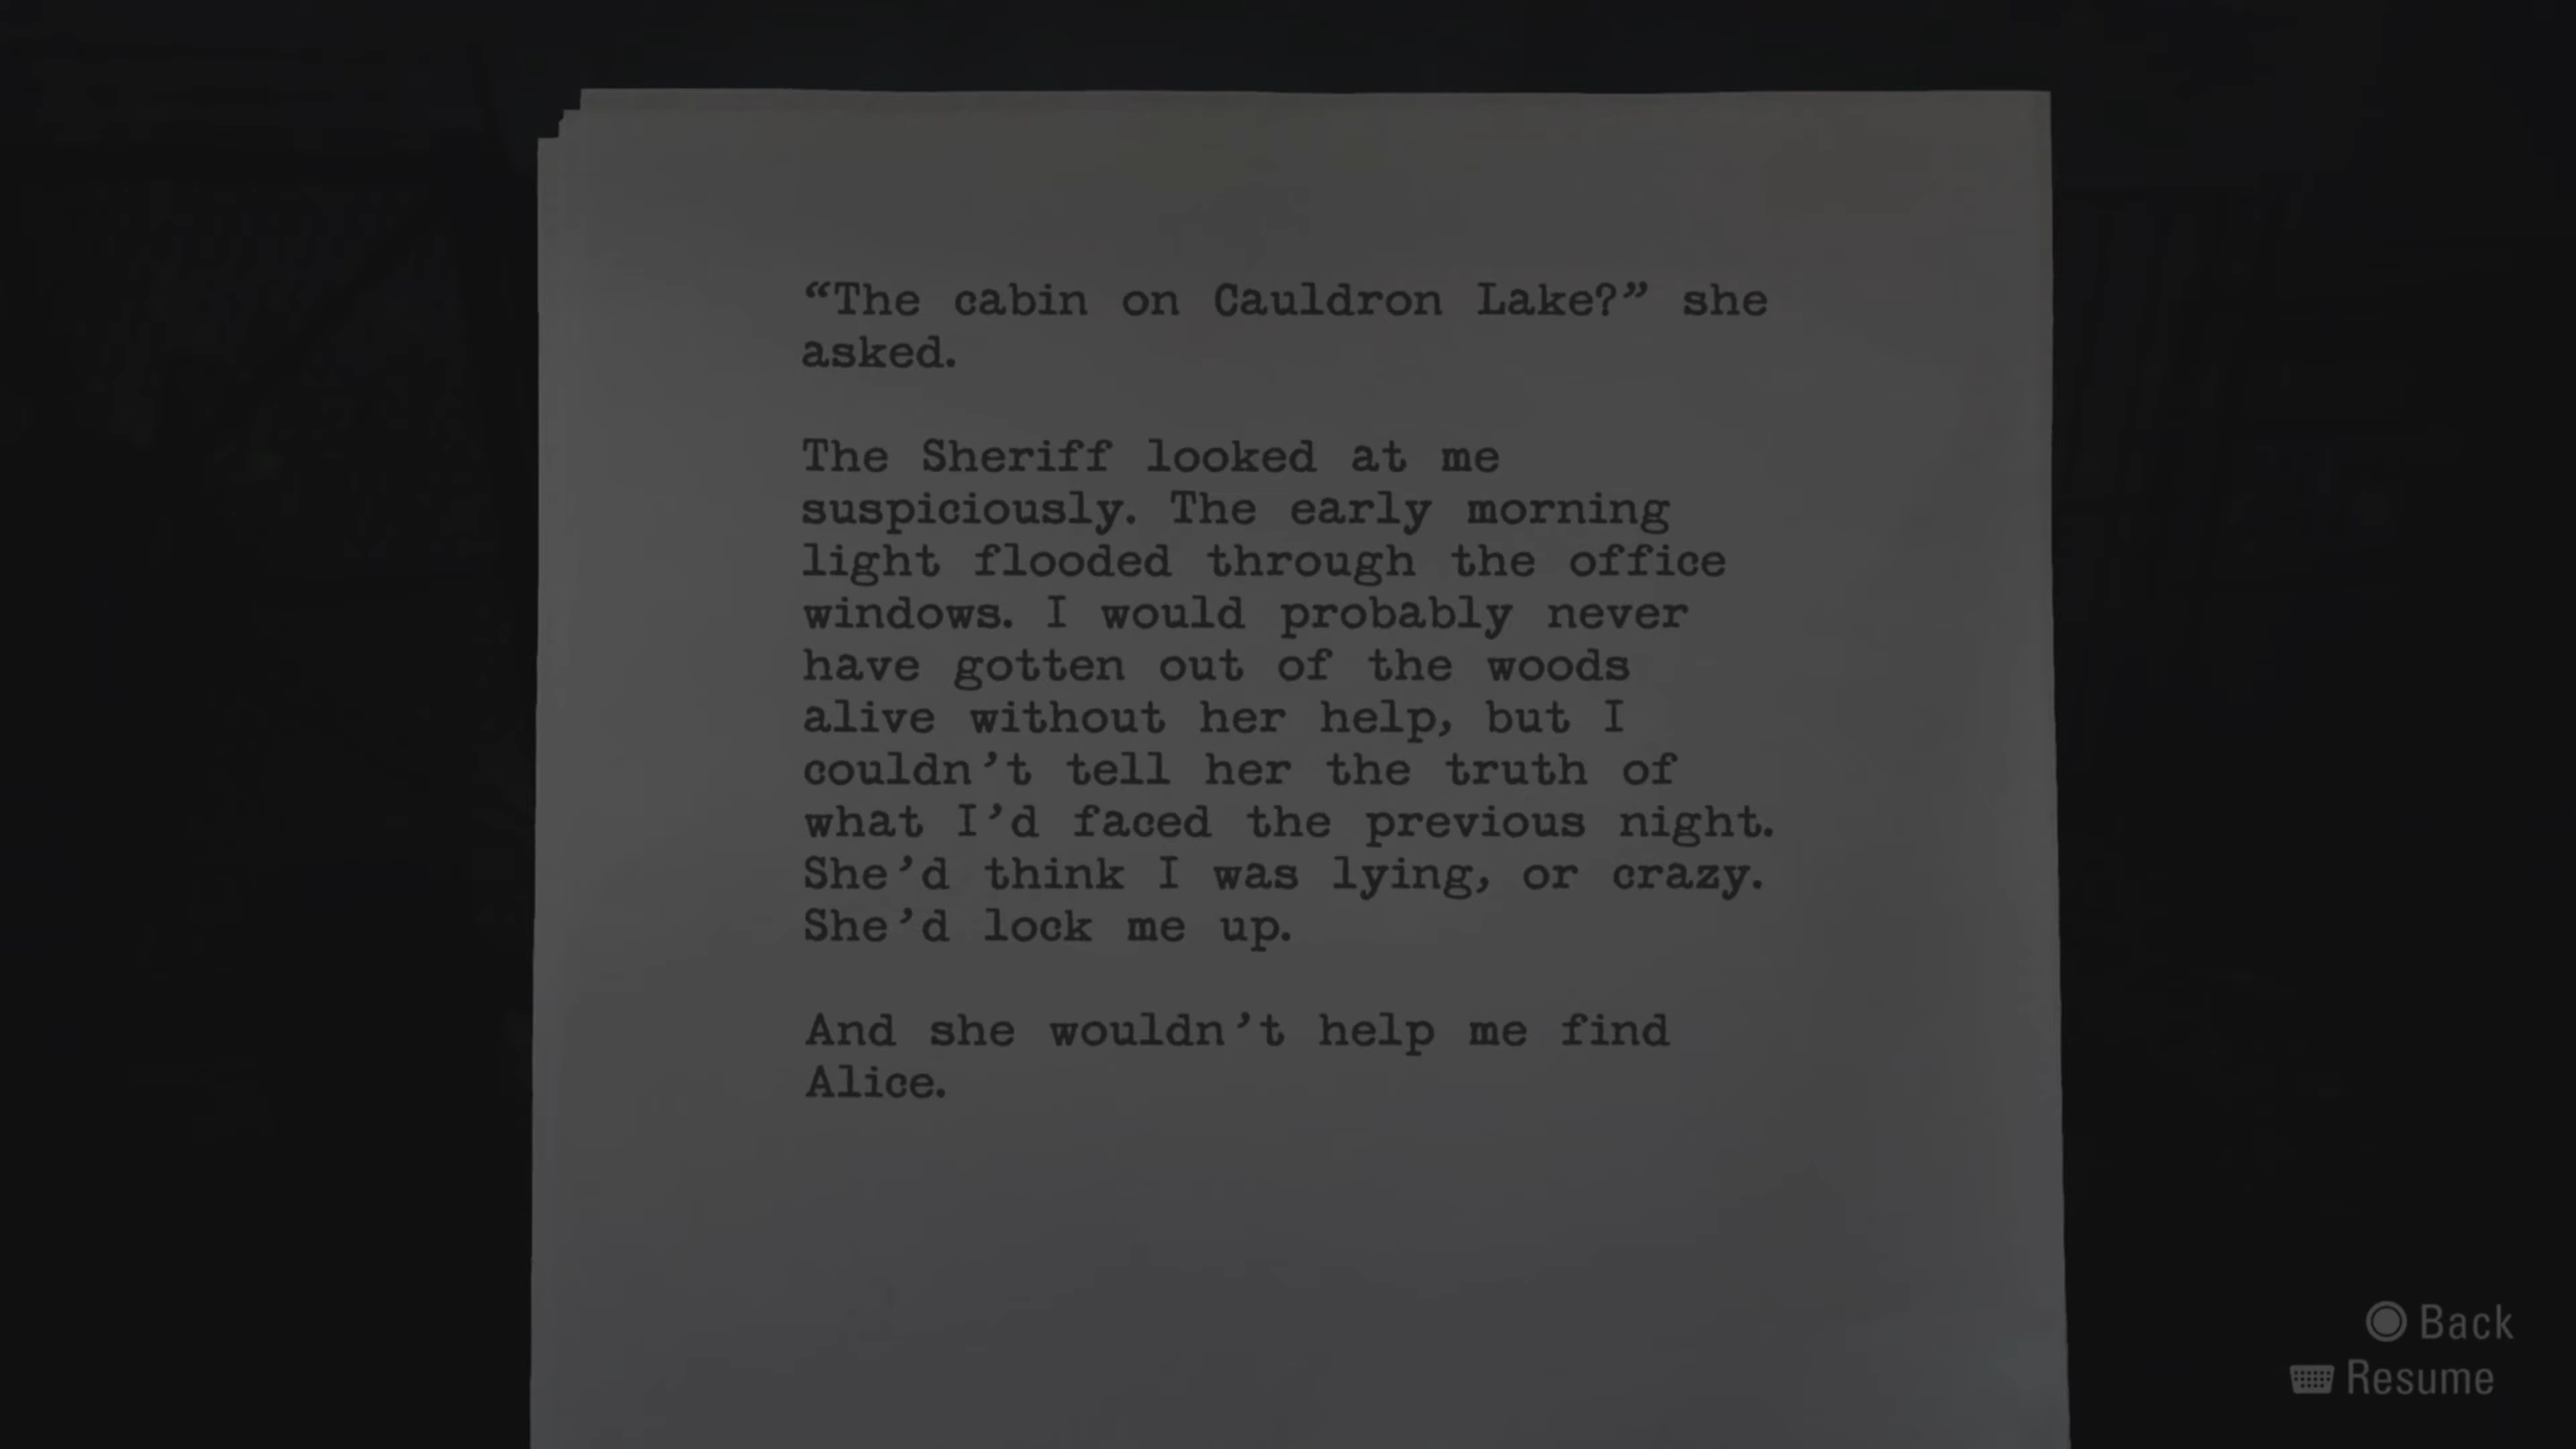 “The cabin on Cauldron Lake?” she
asked.
The Sheriff looked at me
suspiciously. The early morning
light flooded through the office
windows. I would probably never
have gotten out of the woods
alive without her help, but I
couldn’t tell her the truth of
what I’d faced the previous night.
She’d think I was lying, or crazy.
She’d lock me up.
And she wouldn’t help me find
Alice.
Back
Resume